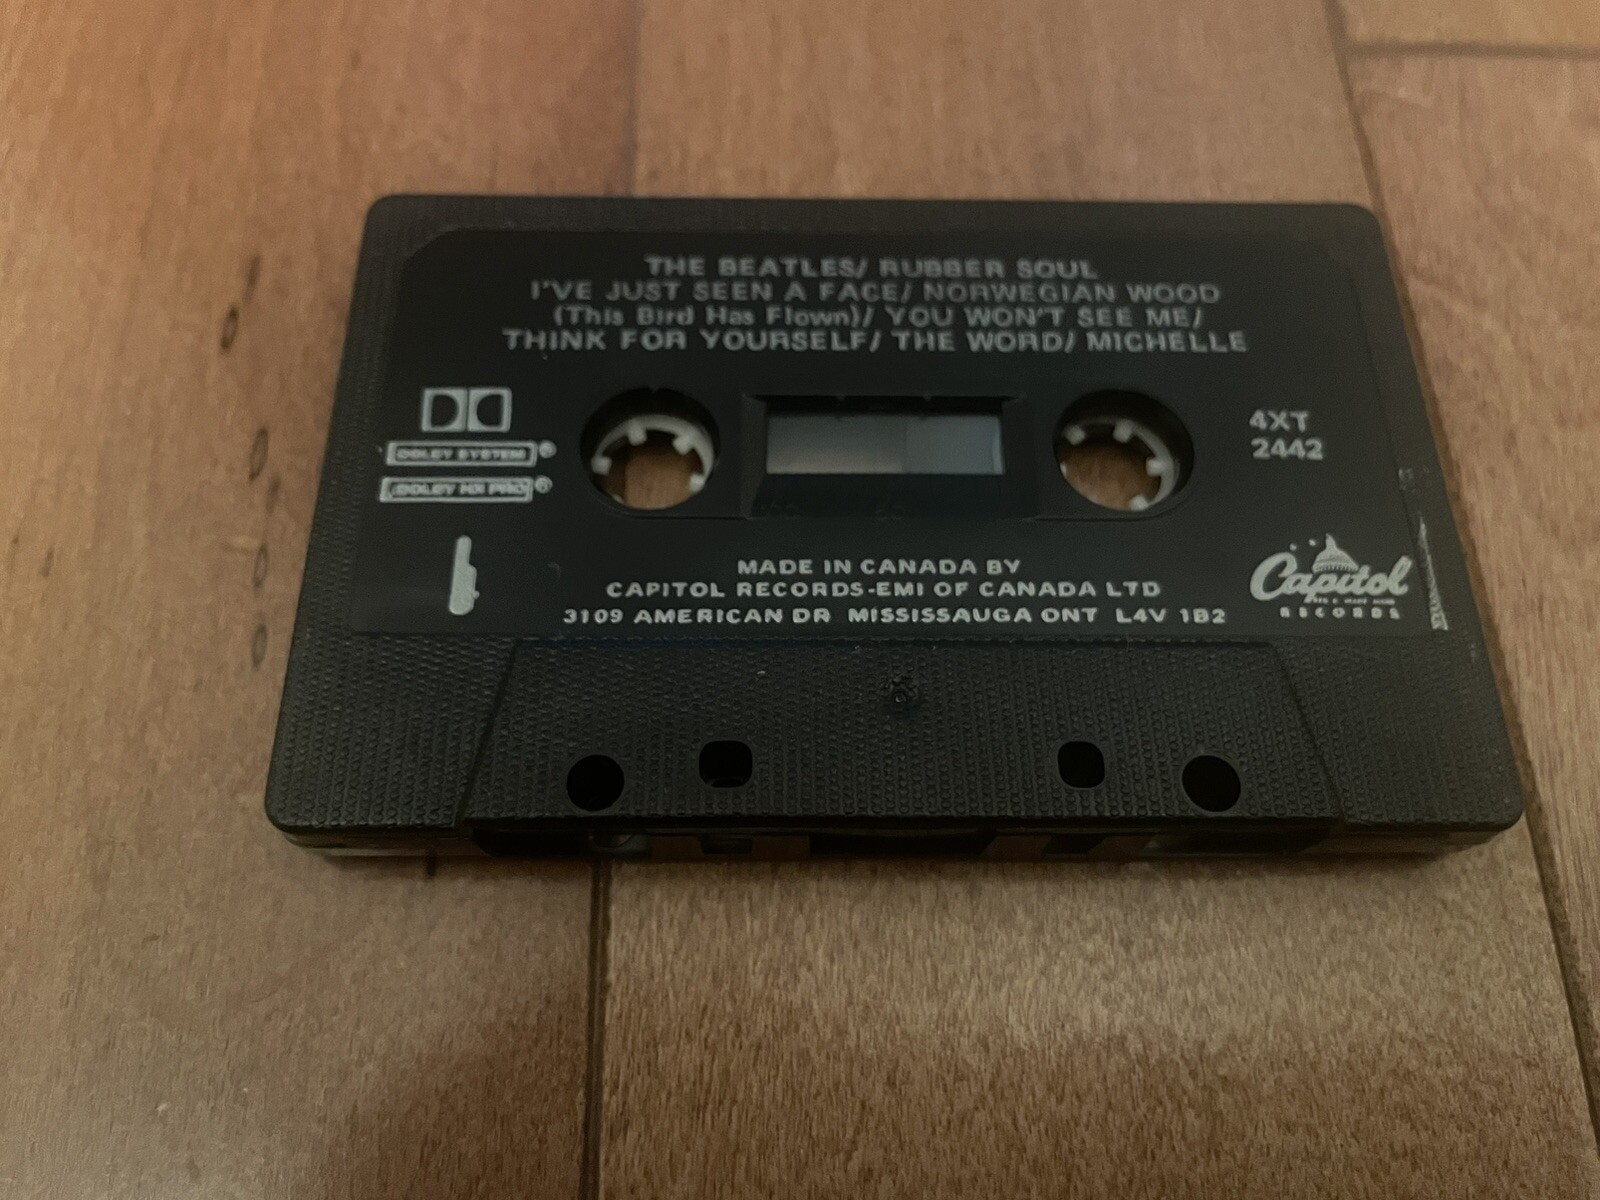 THE BEATLES/ RUBBER SOUL
I'VE JUST SEEN A FACE/ NORWEGIAN WOOD
(This Bird Has Flown)/ YOU WON'T SEE ME/
THINK FOR YOURSELF/ THE WORD/ MICHELLE
4XT
2442
DOLBY SYSTEM®
DOLBY HX PRO®
1
MADE IN CANADA BY
CAPITOL RECORDS-EMI OF CANADA LTD
3109 AMERICAN DR MISSISSAUGA ONT L4V 1B2
Capitol
RECORDS